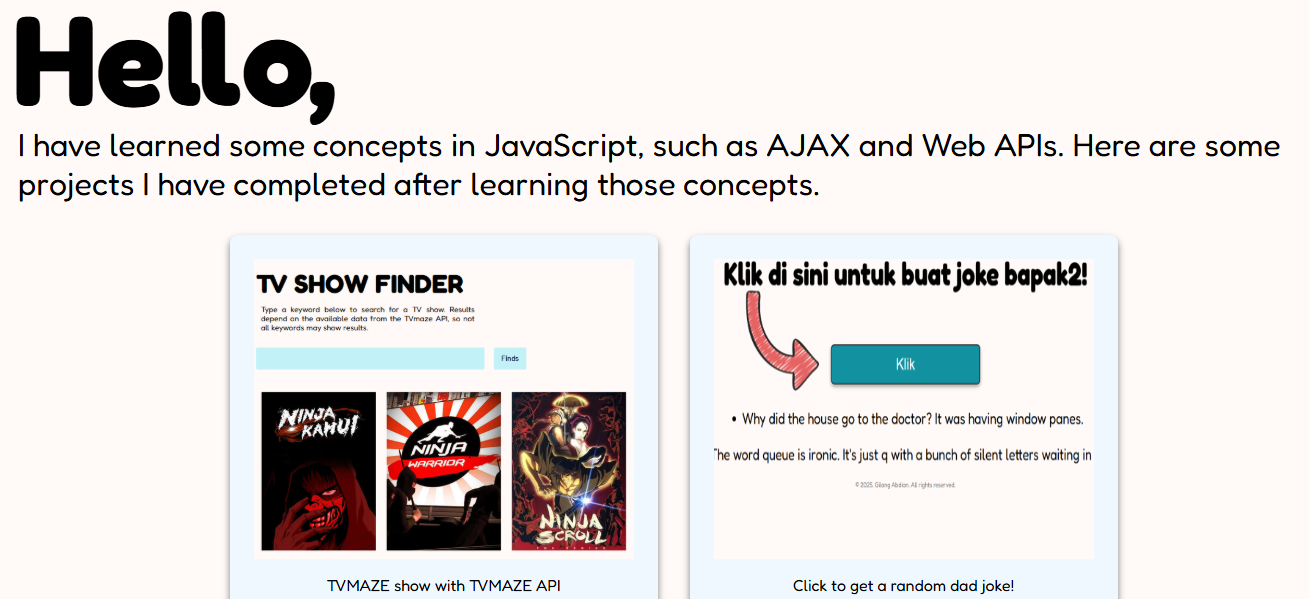 Hello,
I have learned some concepts in JavaScript, such as AJAX and Web APIs. Here are some
projects I have completed after learning those concepts.
TV SHOW FINDER
Type a keyword below to search for a TV show. Results
depend on the available data from the TVmaze API, so not
all keywords may show results.
Finds
NINJA
KAMUI
NINJA
WARRIOR
NINJA
SCROLL
THE SERIES
TVMAZE show with TVMAZE API
Klik di sini untuk buat joke bapak2!
Klik
• Why did the house go to the doctor? It was having window panes.
The word queue is ironic. It's just q with a bunch of silent letters waiting in
© 2025. Gilang Abdian. All rights reserved.
Click to get a random dad joke!